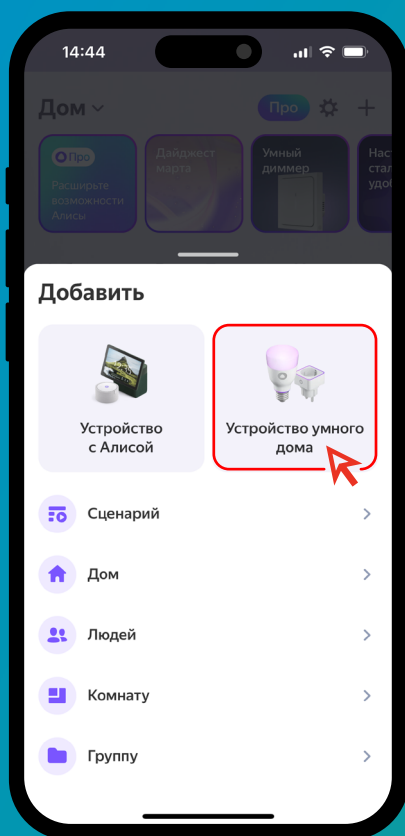 14:44
Дом
Про
Про
Расширьте
возможности
Алисы
Дайджест
марта
Умный
диммер
Нас
стал
удо
Добавить
Устройство
с Алисой
Устройство умного
дома
Сценарий
Дом
Людей
Комнату
Группу